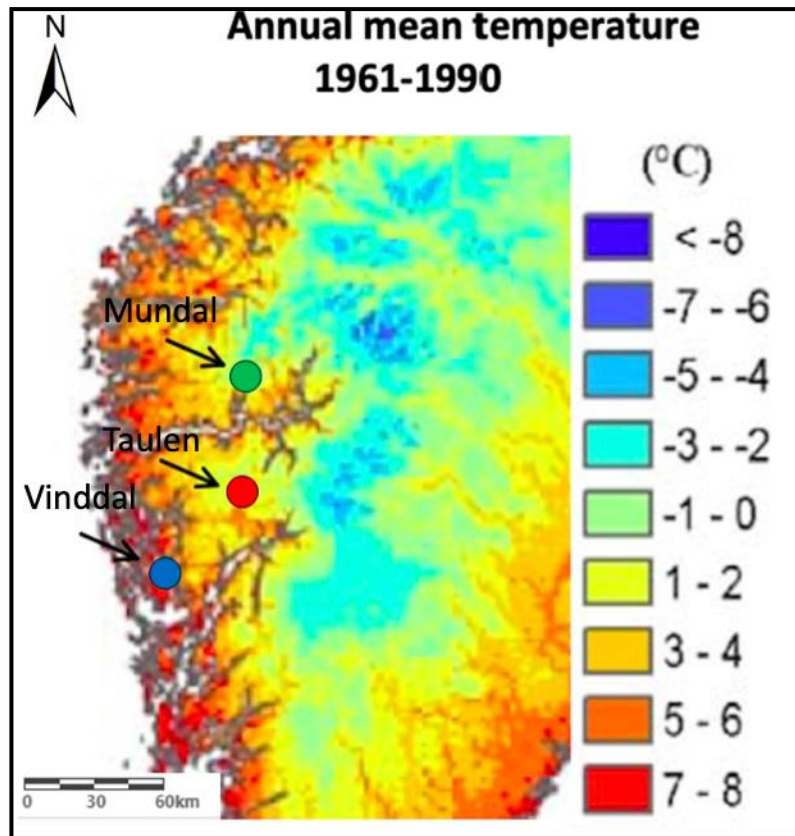 N
Annual mean temperature
1961-1990
(°C)
< -8
-7 - -6
-5 - -4
-3 - -2
-1 - 0
1 - 2
3 - 4
5 - 6
7 - 8
Mundal
Taulen
Vinddal
0 30 60km